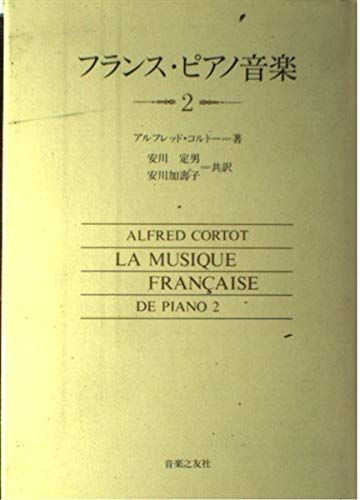 フランス・ピアノ音楽
2
アルフレッド・コルトー=著
安川 定男
安川加壽子=共訳
ALFRED CORTOT
LA MUSIQUE
FRANÇAISE
DE PIANO 2
音楽之友社